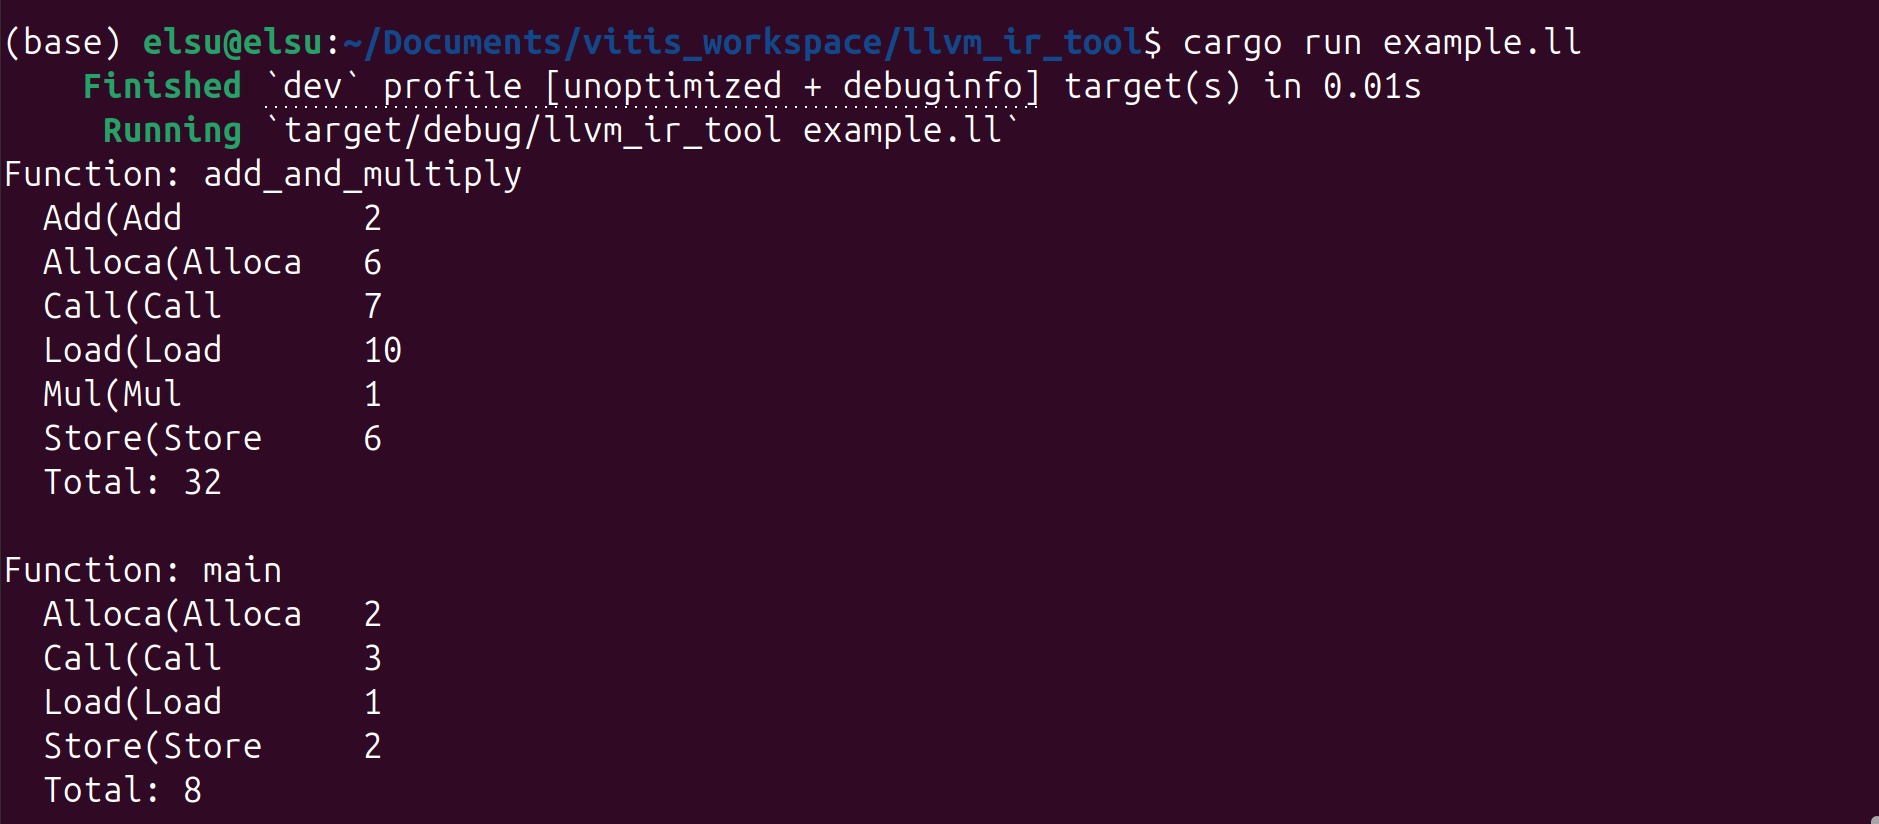 (base) elsu@elsu:~/Documents/vitis_workspace/llvm_ir_tool$ cargo run example.ll
    Finished `dev` profile [unoptimized + debuginfo] target(s) in 0.01s
     Running `target/debug/llvm_ir_tool example.ll`
Function: add_and_multiply
  Add(Add         2
  Alloca(Alloca   6
  Call(Call       7
  Load(Load       10
  Mul(Mul         1
  Store(Store     6
  Total: 32

Function: main
  Alloca(Alloca   2
  Call(Call       3
  Load(Load       1
  Store(Store     2
  Total: 8